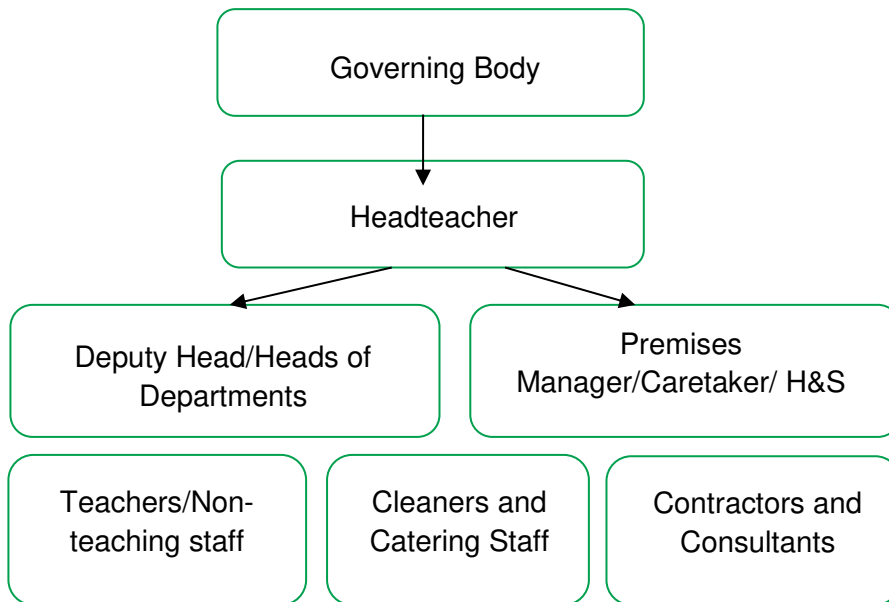 Governing Body
Headteacher
Deputy Head/Heads of
Departments
Premises
Manager/Caretaker/ H&S
Teachers/Non-
teaching staff
Cleaners and
Catering Staff
Contractors and
Consultants